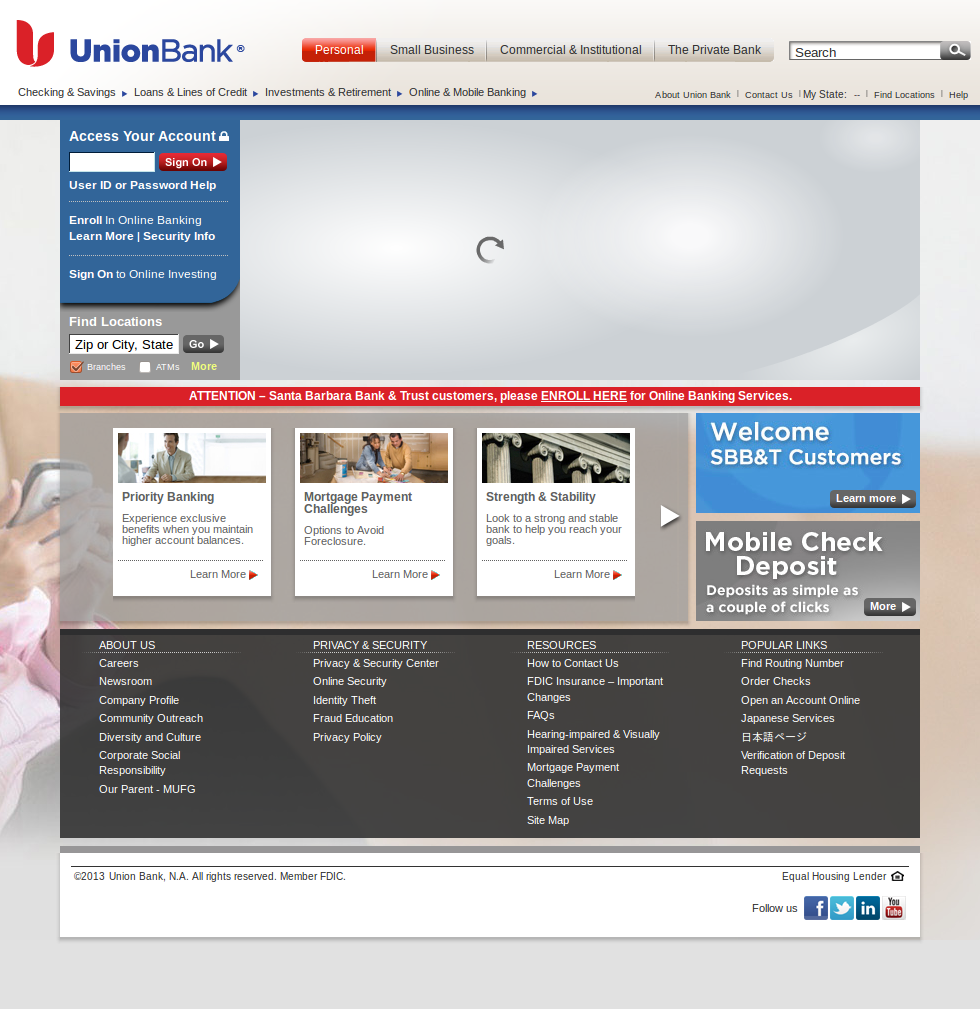 UnionBank®
Personal
Small Business
Commercial & Institutional
The Private Bank
Search
Checking & Savings
Loans & Lines of Credit
Investments & Retirement
Online & Mobile Banking
About Union Bank | Contact Us | My State: -- | Find Locations | Help
Access Your Account
Sign On
User ID or Password Help
Enroll In Online Banking
Learn More | Security Info
Sign On to Online Investing
Find Locations
Zip or City, State
Go
Branches
ATMs
More
ATTENTION – Santa Barbara Bank & Trust customers, please ENROLL HERE for Online Banking Services.
Priority Banking
Experience exclusive
benefits when you maintain
higher account balances.
Learn More
Mortgage Payment
Challenges
Options to Avoid
Foreclosure.
Learn More
Strength & Stability
Look to a strong and stable
bank to help you reach your
goals.
Learn More
Welcome
SBB&T Customers
Learn more
Mobile Check
Deposit
Deposits as simple as
a couple of clicks
More
ABOUT US
Careers
Newsroom
Company Profile
Community Outreach
Diversity and Culture
Corporate Social
Responsibility
Our Parent - MUFG
PRIVACY & SECURITY
Privacy & Security Center
Online Security
Identity Theft
Fraud Education
Privacy Policy
RESOURCES
How to Contact Us
FDIC Insurance – Important
Changes
FAQs
Hearing-impaired & Visually
Impaired Services
Mortgage Payment
Challenges
Terms of Use
Site Map
POPULAR LINKS
Find Routing Number
Order Checks
Open an Account Online
Japanese Services
日本語ページ
Verification of Deposit
Requests
©2013 Union Bank, N.A. All rights reserved. Member FDIC.
Equal Housing Lender
Follow us
f
in
You
Tube